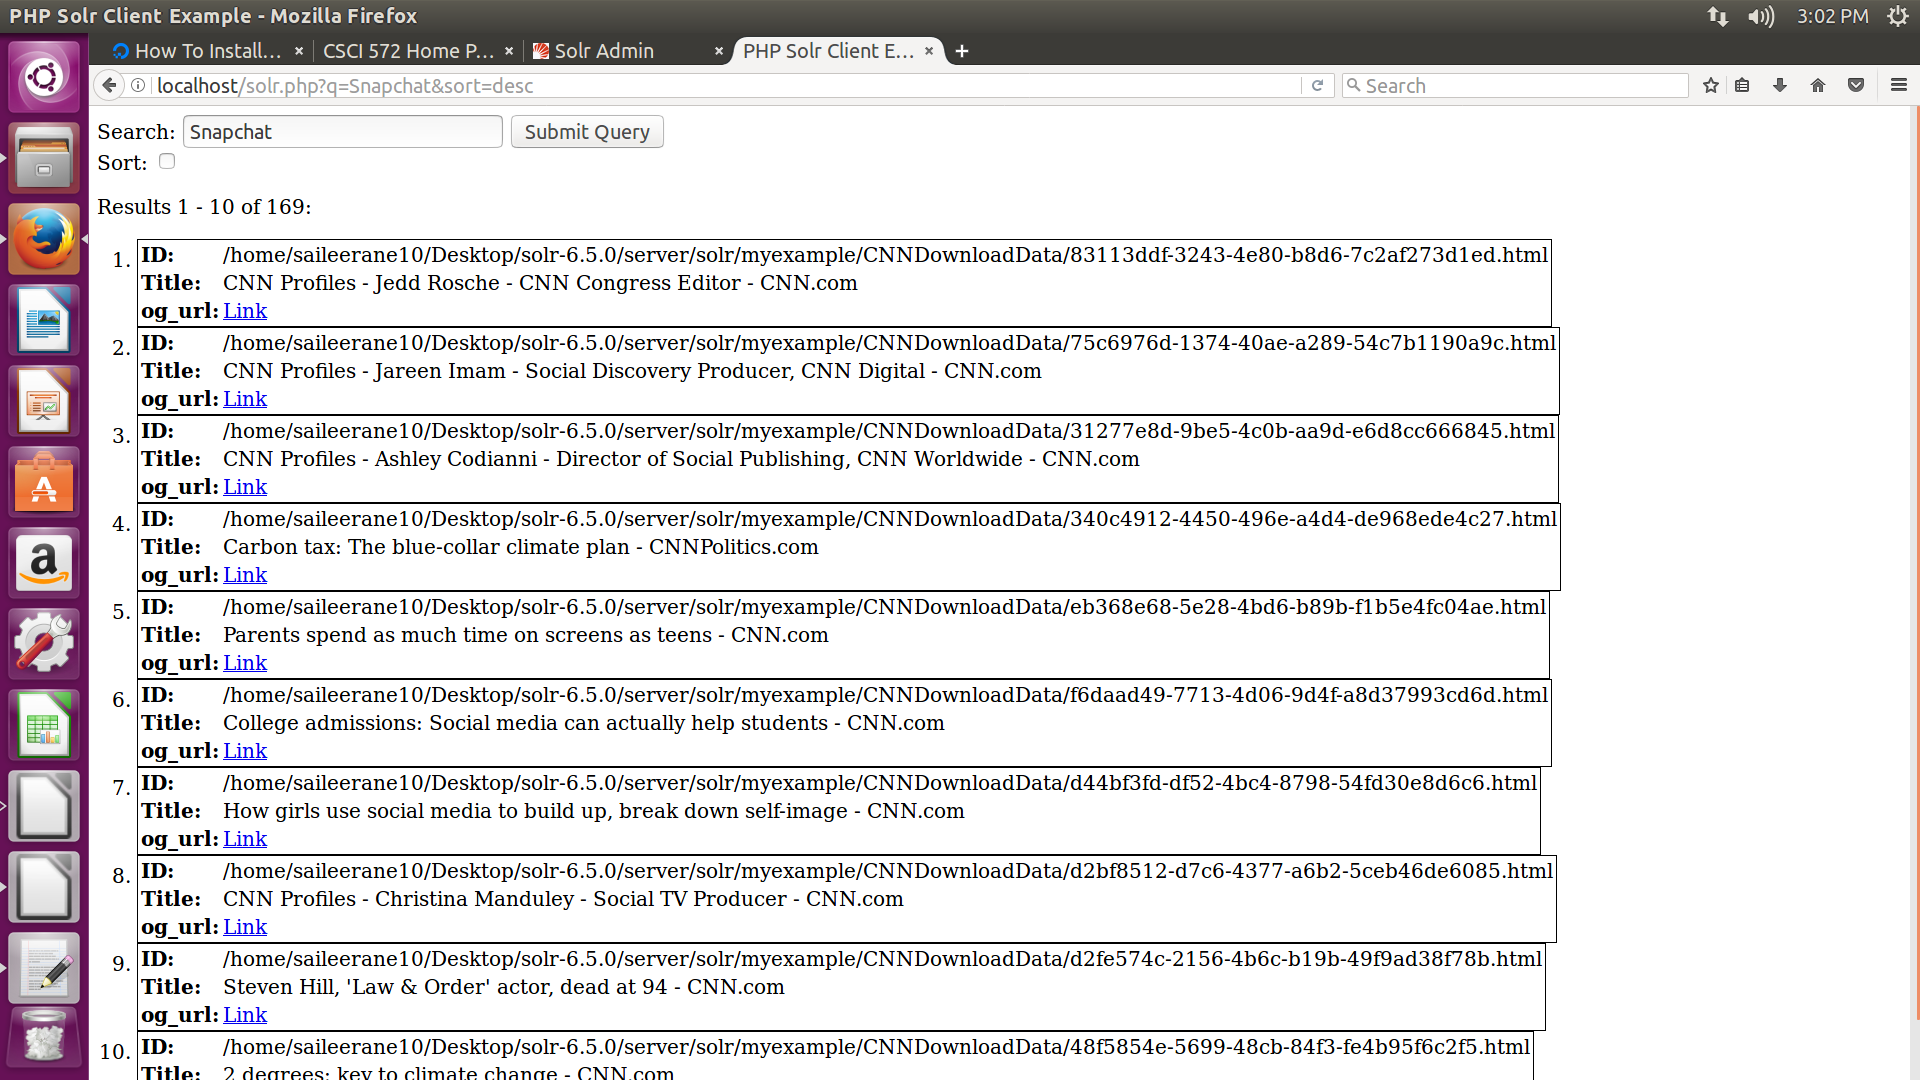 PHP Solr Client Example - Mozilla Firefox
3:02 PM
How To Install...
CSCI 572 Home P...
Solr Admin
PHP Solr Client E...
localhost/solr.php?q=Snapchat&sort=desc
Search
Search: Snapchat Submit Query
Sort:
Results 1 - 10 of 169:
1. ID: /home/saileerane10/Desktop/solr-6.5.0/server/solr/myexample/CNNDownloadData/83113ddf-3243-4e80-b8d6-7c2af273d1ed.html
Title: CNN Profiles - Jedd Rosche - CNN Congress Editor - CNN.com
og_url: Link
2. ID: /home/saileerane10/Desktop/solr-6.5.0/server/solr/myexample/CNNDownloadData/75c6976d-1374-40ae-a289-54c7b1190a9c.html
Title: CNN Profiles - Jareen Imam - Social Discovery Producer, CNN Digital - CNN.com
og_url: Link
3. ID: /home/saileerane10/Desktop/solr-6.5.0/server/solr/myexample/CNNDownloadData/31277e8d-9be5-4c0b-aa9d-e6d8cc666845.html
Title: CNN Profiles - Ashley Codianni - Director of Social Publishing, CNN Worldwide - CNN.com
og_url: Link
4. ID: /home/saileerane10/Desktop/solr-6.5.0/server/solr/myexample/CNNDownloadData/340c4912-4450-496e-a4d4-de968ede4c27.html
Title: Carbon tax: The blue-collar climate plan - CNNPolitics.com
og_url: Link
5. ID: /home/saileerane10/Desktop/solr-6.5.0/server/solr/myexample/CNNDownloadData/eb368e68-5e28-4bd6-b89b-f1b5e4fc04ae.html
Title: Parents spend as much time on screens as teens - CNN.com
og_url: Link
6. ID: /home/saileerane10/Desktop/solr-6.5.0/server/solr/myexample/CNNDownloadData/f6daad49-7713-4d06-9d4f-a8d37993cd6d.html
Title: College admissions: Social media can actually help students - CNN.com
og_url: Link
7. ID: /home/saileerane10/Desktop/solr-6.5.0/server/solr/myexample/CNNDownloadData/d44bf3fd-df52-4bc4-8798-54fd30e8d6c6.html
Title: How girls use social media to build up, break down self-image - CNN.com
og_url: Link
8. ID: /home/saileerane10/Desktop/solr-6.5.0/server/solr/myexample/CNNDownloadData/d2bf8512-d7c6-4377-a6b2-5ceb46de6085.html
Title: CNN Profiles - Christina Manduley - Social TV Producer - CNN.com
og_url: Link
9. ID: /home/saileerane10/Desktop/solr-6.5.0/server/solr/myexample/CNNDownloadData/d2fe574c-2156-4b6c-b19b-49f9ad38f78b.html
Title: Steven Hill, 'Law & Order' actor, dead at 94 - CNN.com
og_url: Link
10. ID: /home/saileerane10/Desktop/solr-6.5.0/server/solr/myexample/CNNDownloadData/48f5854e-5699-48cb-84f3-fe4b95f6c2f5.html
Title: 2 degrees: key to climate change - CNN.com